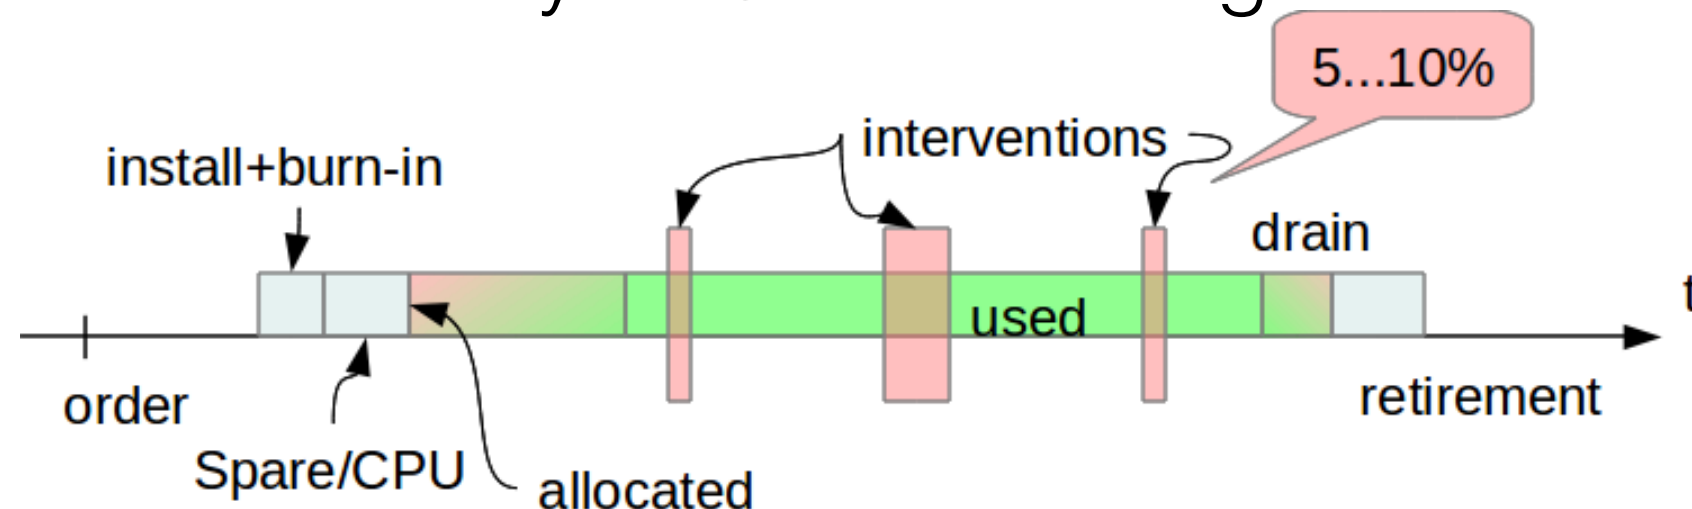 5...10%
interventions
install+burn-in
drain
t
used
order
retirement
Spare/CPU
allocated